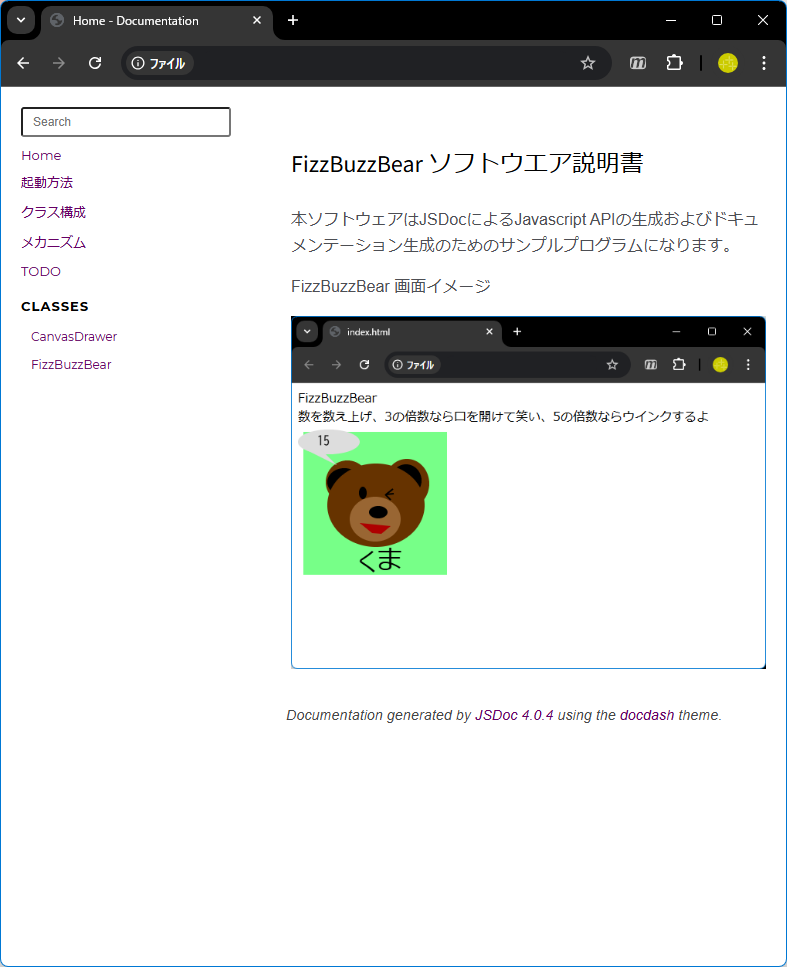 Home - Documentation
ファイル
Search
Home
起動方法
クラス構成
メカニズム
TODO
CLASSES
CanvasDrawer
FizzBuzzBear
FizzBuzzBear ソフトウエア説明書
本ソフトウェアはJSDocによるJavascript APIの生成およびドキュ
メンテーション生成のためのサンプルプログラムになります。
FizzBuzzBear 画面イメージ
index.html
ファイル
FizzBuzzBear
数を数え上げ、3の倍数なら口を開けて笑い、5の倍数ならウインクするよ
15
くま
Documentation generated by JSDoc 4.0.4 using the docdash theme.